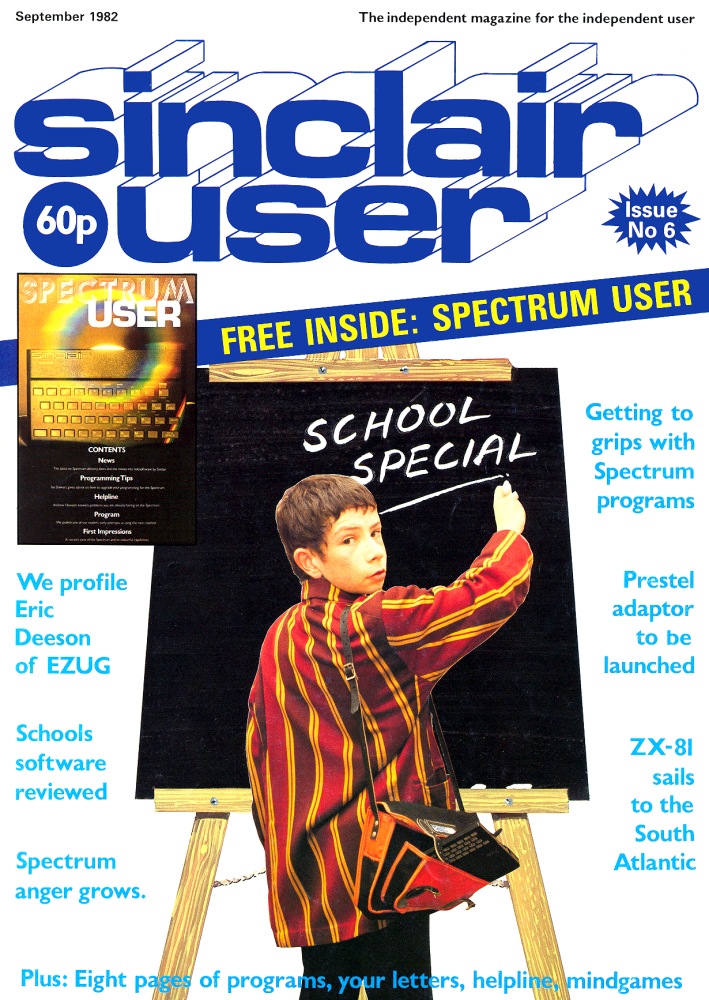 September 1982
The independent magazine for the independent user
sinclair
user
60p
Issue
No 6
FREE INSIDE: SPECTRUM USER
SPECTRUM
USER
sinclair
CONTENTS
News
Programming Tips
Helpline
Program
First Impressions
SCHOOL
SPECIAL
Getting to
grips with
Spectrum
programs
We profile
Eric
Deeson
of EZUG
Prestel
adaptor
to be
launched
Schools
software
reviewed
ZX-81
sails
to the
South
Atlantic
Spectrum
anger grows.
Plus: Eight pages of programs, your letters, helpline, mindgames